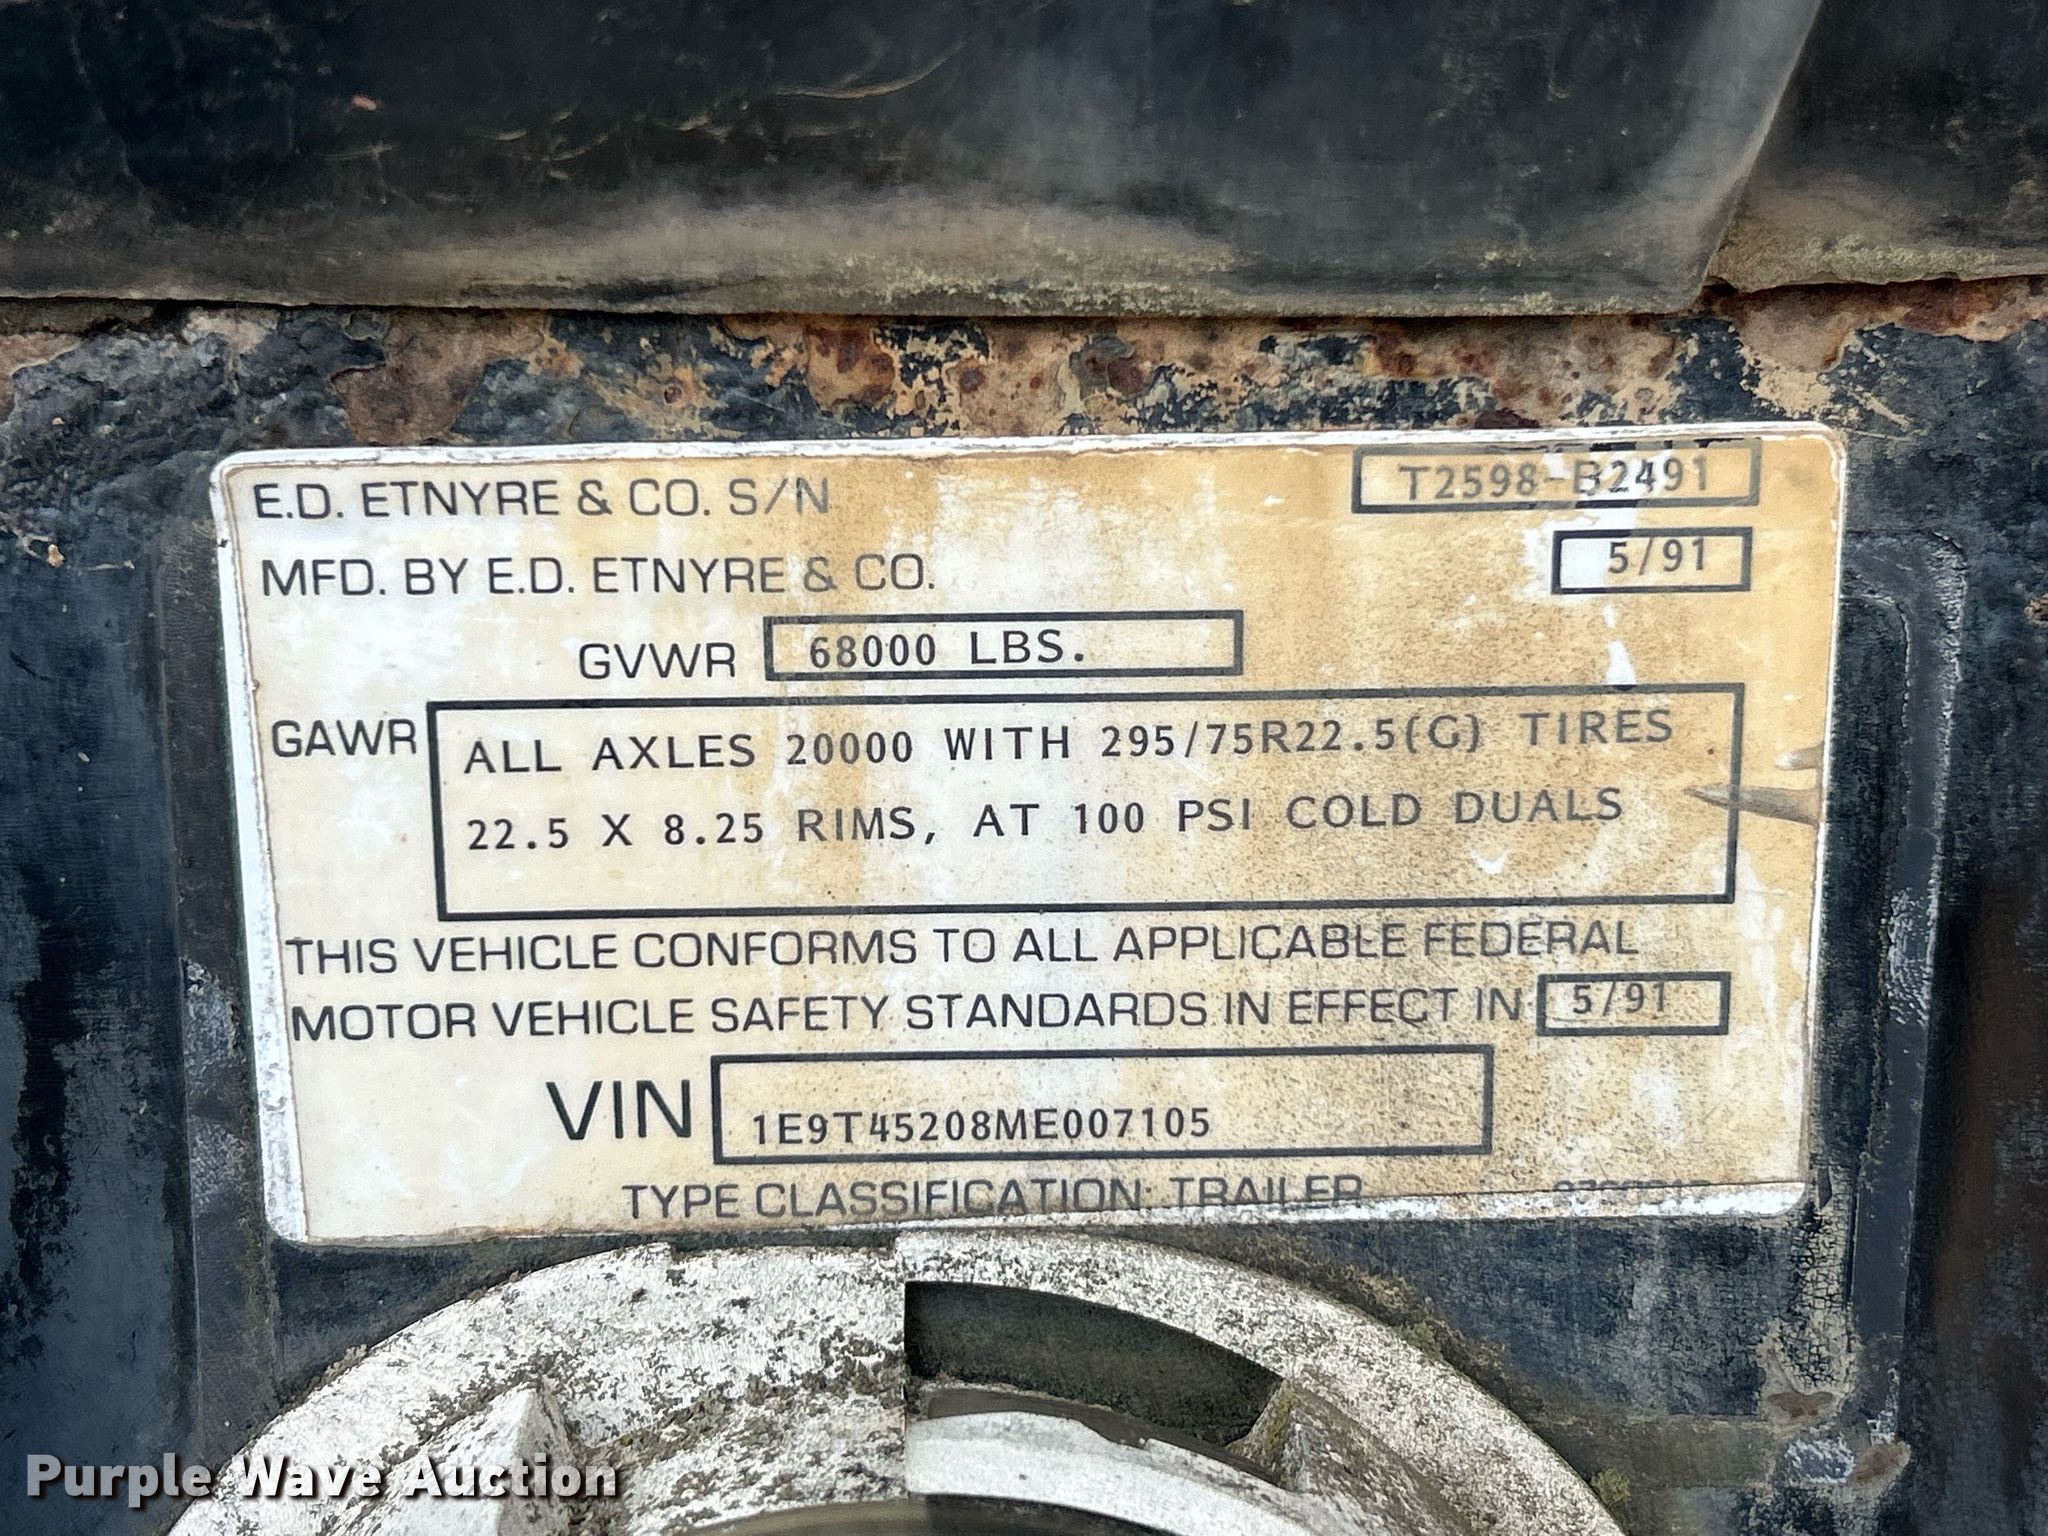 E.D. ETNYRE & CO. S/N T2598-B2491
MFD. BY E.D. ETNYRE & CO. 5/91
GVWR 68000 LBS.
GAWR ALL AXLES 20000 WITH 295/75R22.5(G) TIRES
22.5 X 8.25 RIMS, AT 100 PSI COLD DUALS
THIS VEHICLE CONFORMS TO ALL APPLICABLE FEDERAL
MOTOR VEHICLE SAFETY STANDARDS IN EFFECT IN 5/91
VIN 1E9T45208ME007105
TYPE CLASSIFICATION: TRAILER
Purple Wave Auction